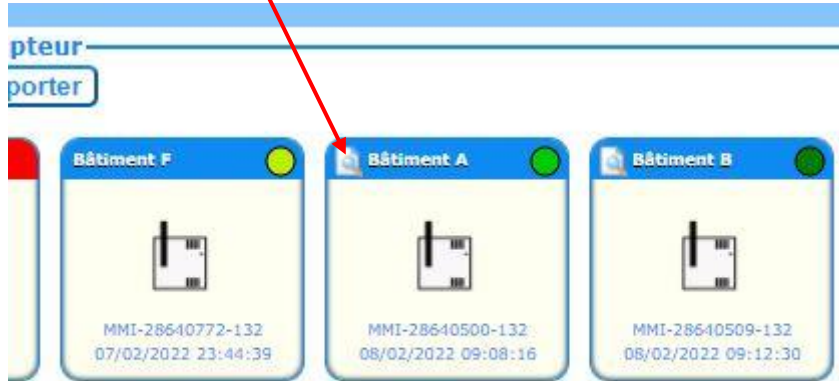 pteur
porter
Bâtiment F
Bâtiment A
Bâtiment B
MMI-28640772-132
07/02/2022 23:44:39
MMI-28640500-132
08/02/2022 09:08:16
MMI-28640509-132
08/02/2022 09:12:30